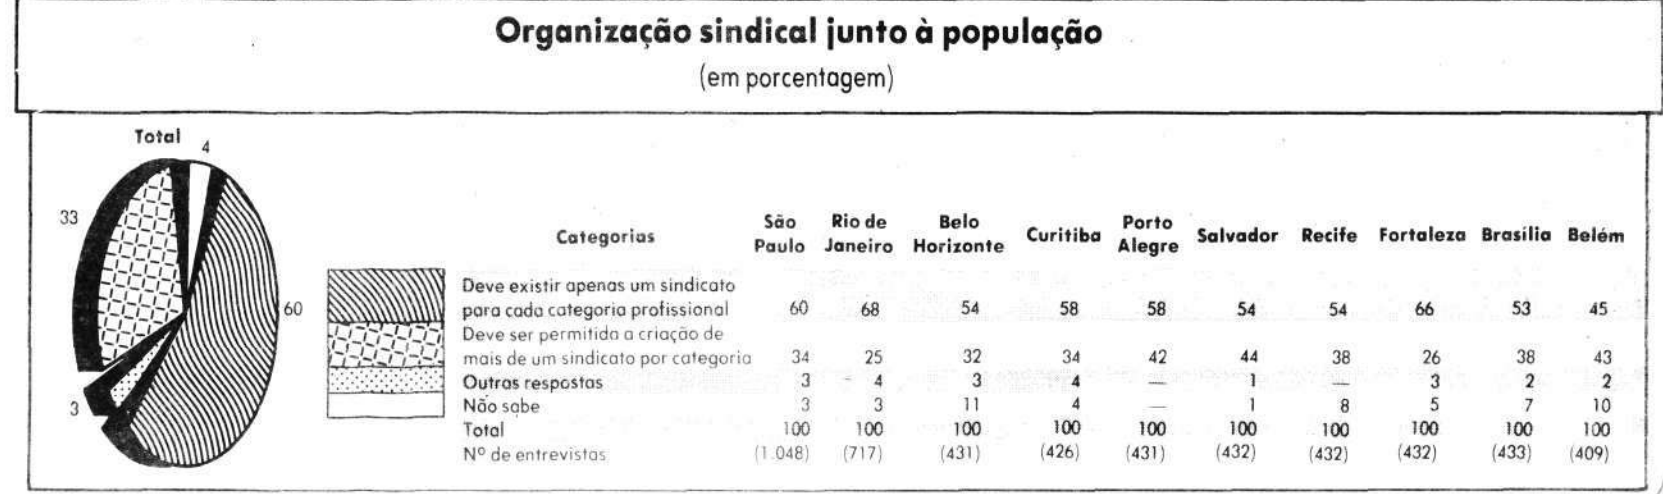 Organização sindical junto à população
(em porcentagem)
Total
4
33
60
3
Categorias São Paulo Rio de Janeiro Belo Horizonte Curitiba Porto Alegre Salvador Recife Fortaleza Brasília Belém
Deve existir apenas um sindicato
para cada categoria profissional 60 68 54 58 58 54 54 66 53 45
Deve ser permitida a criação de
mais de um sindicato por categoria 34 25 32 34 42 44 38 26 38 43
Outras respostas 3 4 3 4 — 1 — 3 2 2
Não sabe 3 3 11 4 — 1 8 5 7 10
Total 100 100 100 100 100 100 100 100 100 100
Nº de entrevistas (1.048) (717) (431) (426) (431) (432) (432) (432) (433) (409)